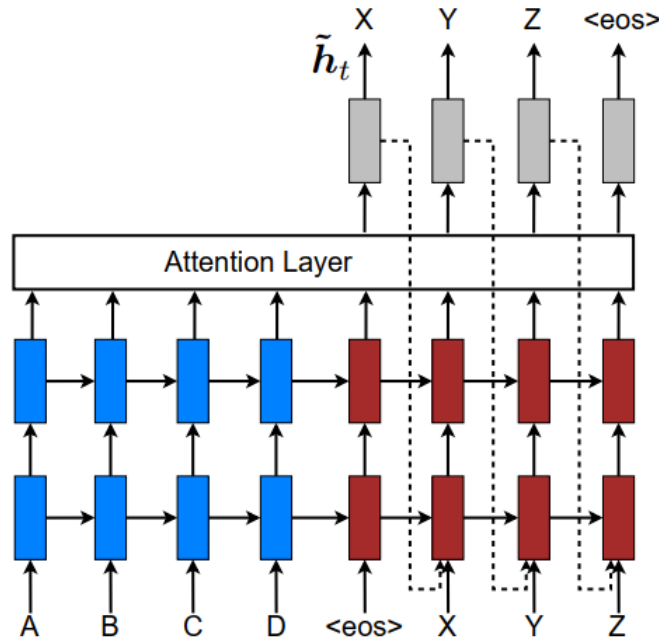 X Y Z <eos>
h̃t
Attention Layer
A B C D <eos> X Y Z